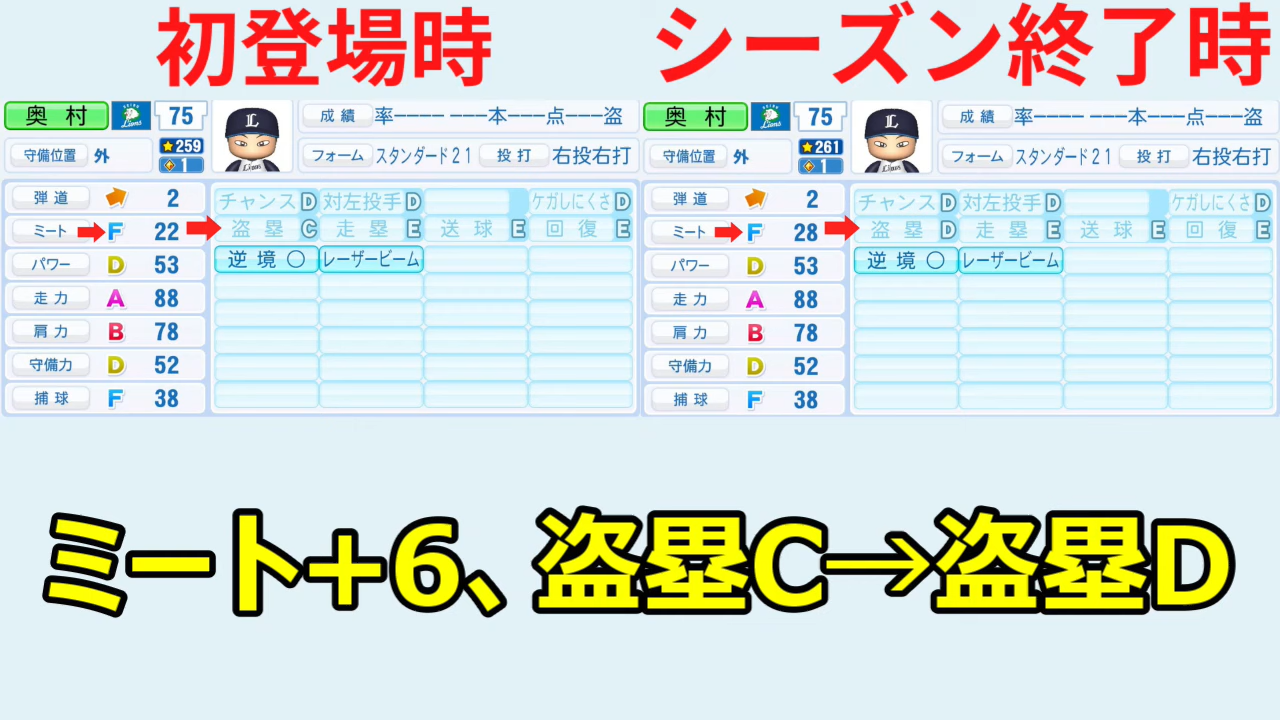 初登場時
奥村 Lions 75
L
Lions
成績 率---- ---本---点---盗
守備位置 外
★259
1
フォーム スタンダード21 投打 右投右打
弾道 2
ミート F 22
パワー D 53
走力 A 88
肩力 B 78
守備力 D 52
捕球 F 38
チャンス D 対左投手 D ケガしにくさ D
盗塁 C 走塁 E 送球 E 回復 E
逆境〇 レーザービーム
シーズン終了時
奥村 Lions 75
L
Lions
成績 率---- ---本---点---盗
守備位置 外
★261
1
フォーム スタンダード21 投打 右投右打
弾道 2
ミート F 28
パワー D 53
走力 A 88
肩力 B 78
守備力 D 52
捕球 F 38
チャンス D 対左投手 D ケガしにくさ D
盗塁 D 走塁 E 送球 E 回復 E
逆境〇 レーザービーム
ミート+6、盗塁C→盗塁D